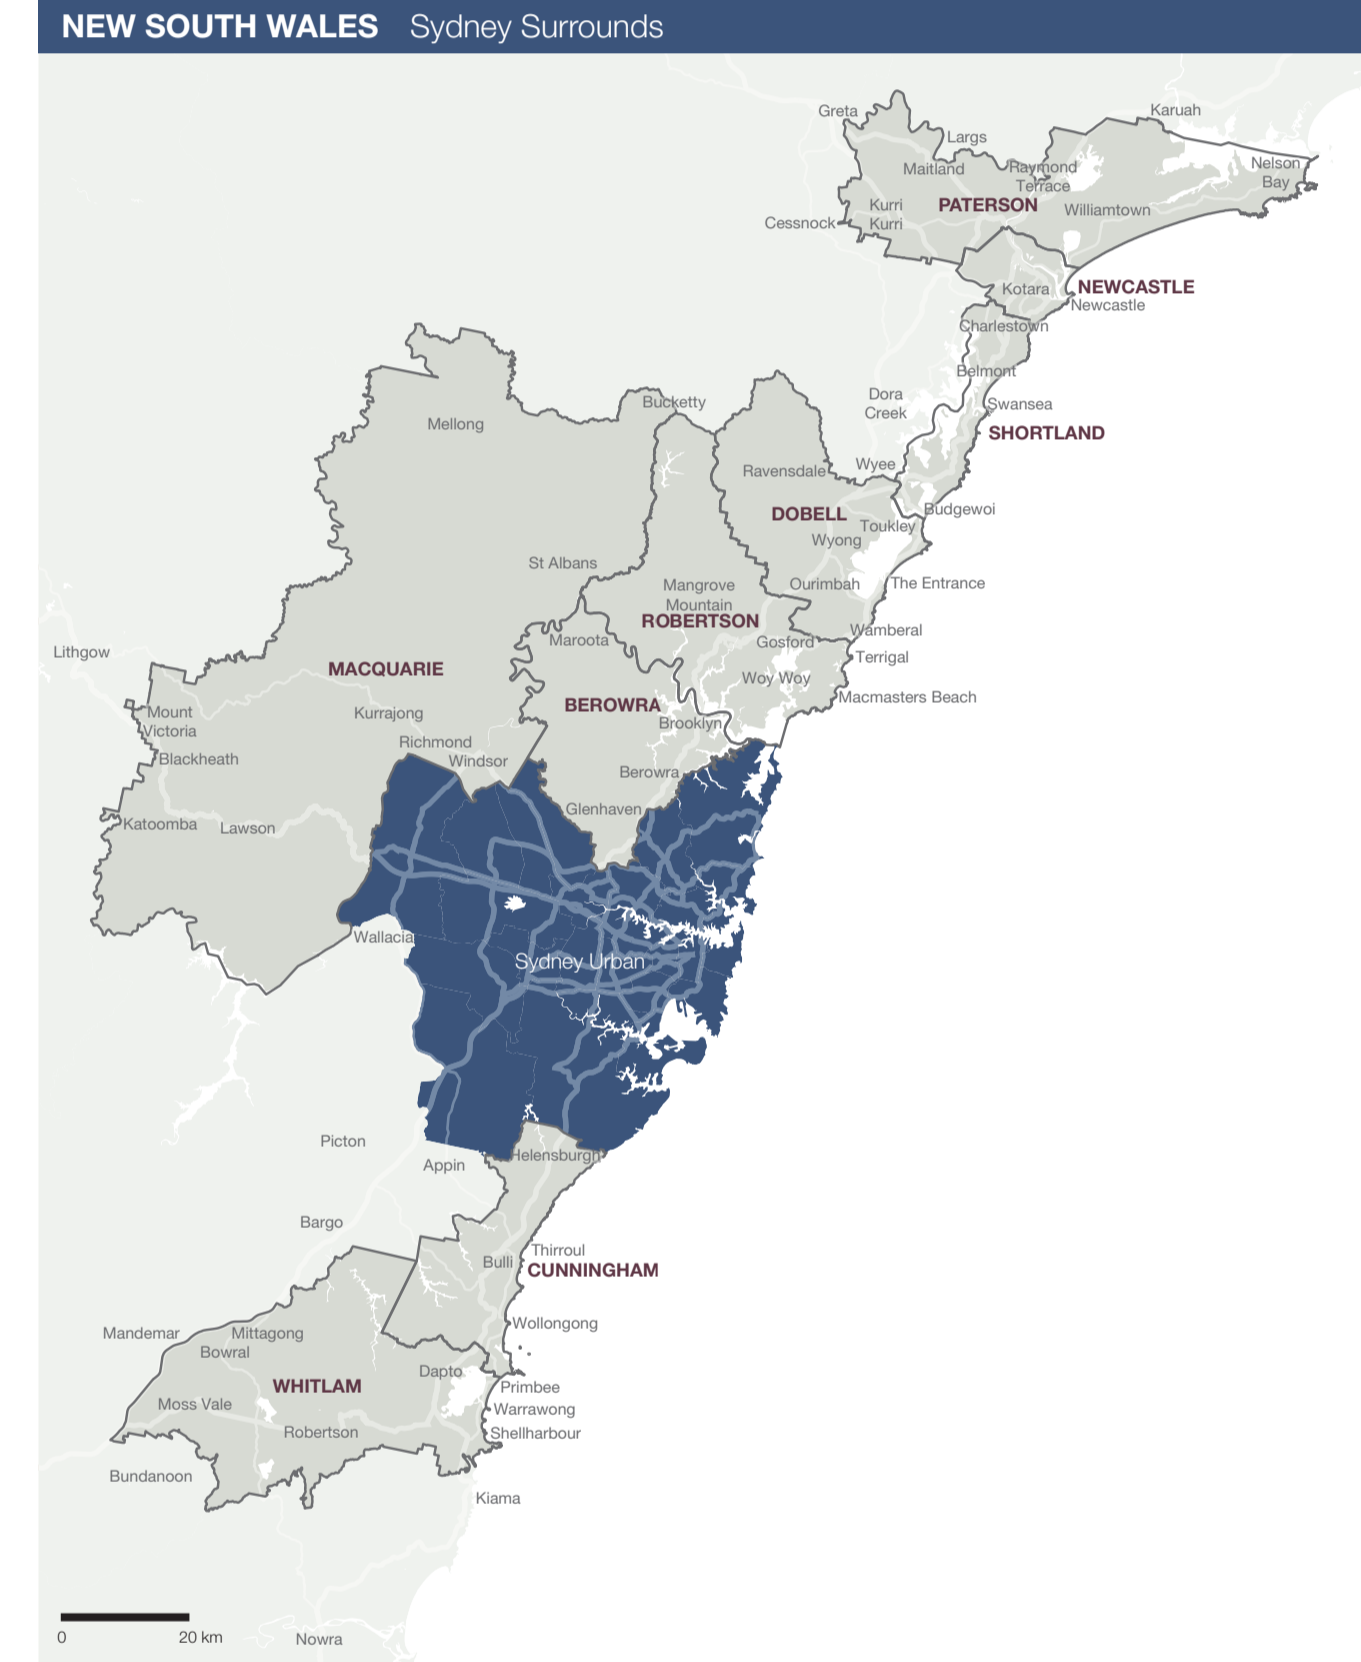 NEW SOUTH WALES Sydney Surrounds
Greta
Karuah
Largs
Maitland
Raymond
Terrace
Nelson
Bay
Kurri
Kurri
PATERSON
Williamtown
Cessnock
Kotara
NEWCASTLE
Newcastle
Charlestown
Belmont
Dora
Creek
Swansea
SHORTLAND
Bucketty
Mellong
Ravensdale
Wyee
DOBELL
Budgewoi
Toukley
Wyong
St Albans
Mangrove
Mountain
Ourimbah
The Entrance
ROBERTSON
Maroota
Gosford
Wamberal
Lithgow
MACQUARIE
Terrigal
Woy Woy
BEROWRA
Macmasters Beach
Mount
Victoria
Kurrajong
Brooklyn
Richmond
Blackheath
Windsor
Berowra
Glenhaven
Katoomba
Lawson
Wallacia
Sydney Urban
Picton
Appin
Helensburgh
Bargo
Thirroul
Bulli
CUNNINGHAM
Wollongong
Mandemar
Mittagong
Bowral
Dapto
WHITLAM
Primbee
Moss Vale
Warrawong
Robertson
Shellharbour
Bundanoon
Kiama
0 20 km
Nowra